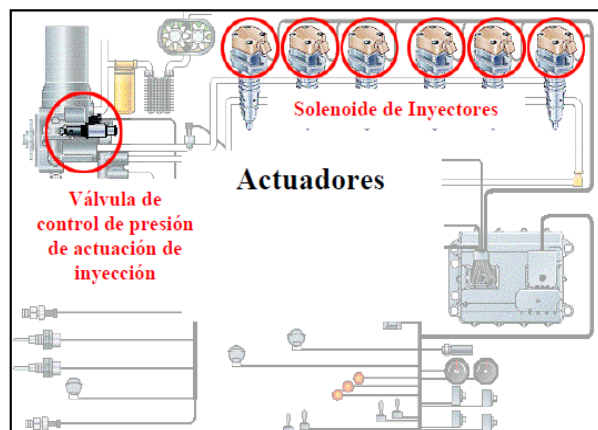 Solenoide de Inyectores
Actuadores
Válvula de
control de presión
de actuación de
inyección